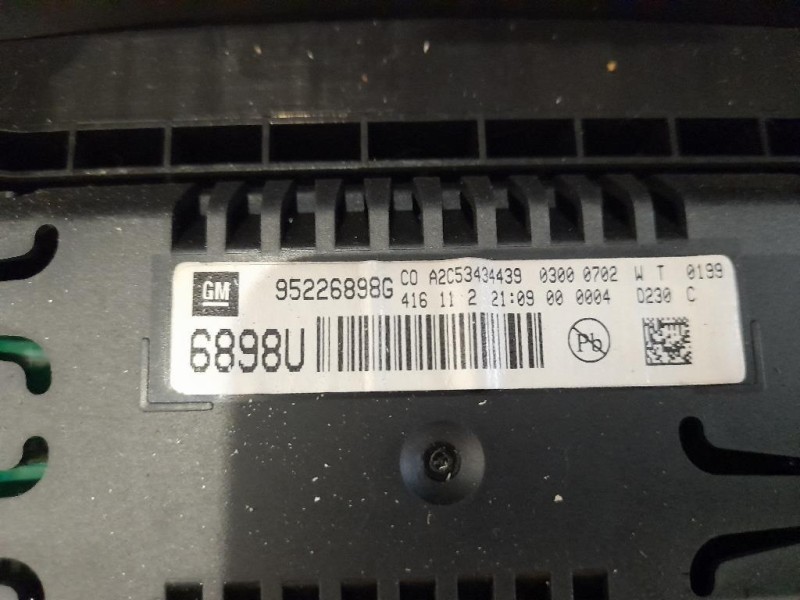 GM 95226898G CO A2C53434439 0300 0702 W T 0199
416 11 2 21:09 00 0004 D230 C
6898U Pb